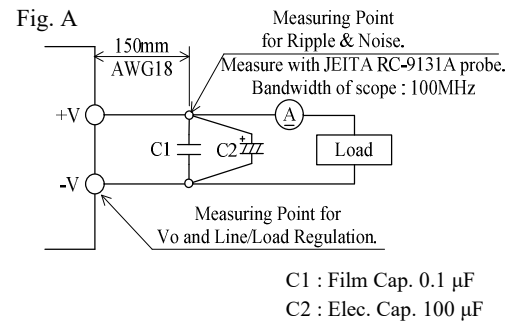 Fig. A
Measuring Point
for Ripple & Noise.
Measure with JEITA RC-9131A probe.
Bandwidth of scope : 100MHz
150mm
AWG18
+V
A
C1
+
C2
Load
-V
Measuring Point for
Vo and Line/Load Regulation.
C1 : Film Cap. 0.1 μF
C2 : Elec. Cap. 100 μF